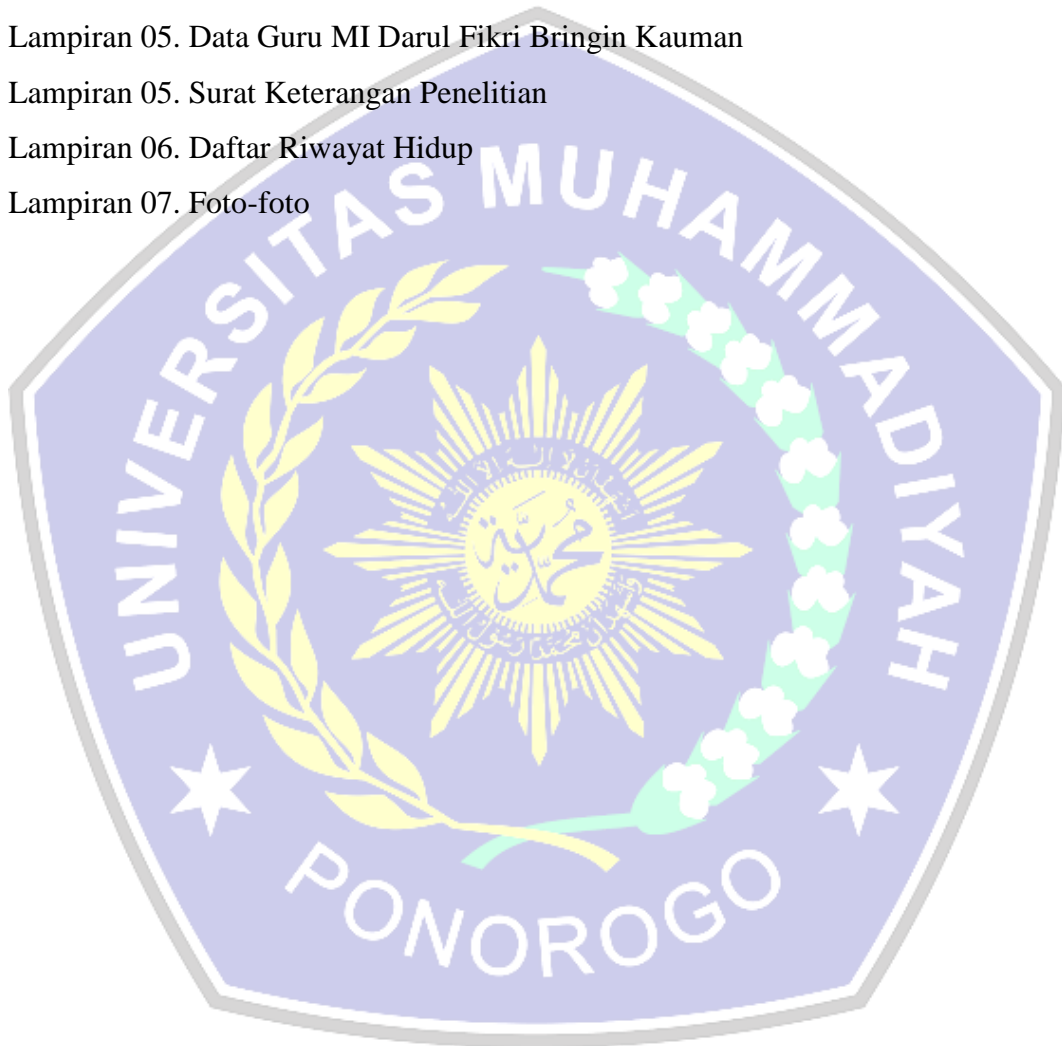 Lampiran 05. Data Guru MI Darul Fikri Bringin Kauman
Lampiran 05. Surat Keterangan Penelitian
Lampiran 06. Daftar Riwayat Hidup
Lampiran 07. Foto-foto
UNIVERSITAS MUHAMMADIYAH
محمدية
PONOROGO